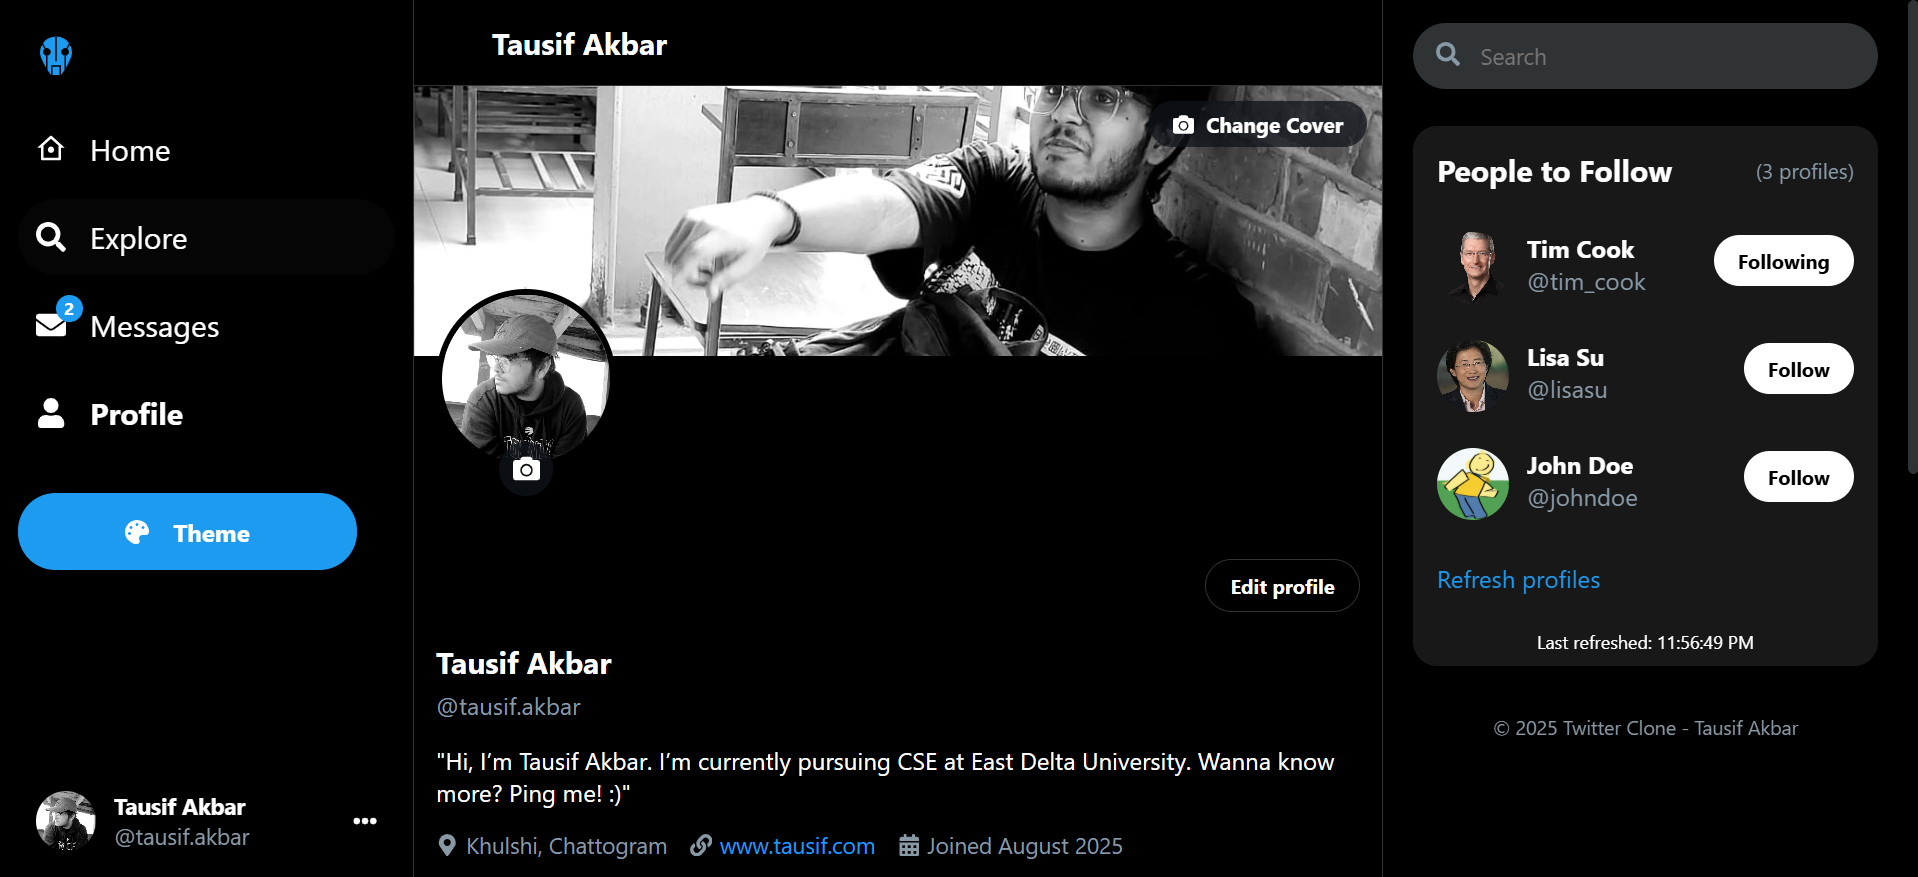 Home
Explore
2
Messages
Profile
Theme
Tausif Akbar
@tausif.akbar
Tausif Akbar
Change Cover
Edit profile
Tausif Akbar
@tausif.akbar
"Hi, I’m Tausif Akbar. I’m currently pursuing CSE at East Delta University. Wanna know
more? Ping me! :)"
Khulshi, Chattogram www.tausif.com Joined August 2025
Search
People to Follow (3 profiles)
Tim Cook
@tim_cook
Following
Lisa Su
@lisasu
Follow
John Doe
@johndoe
Follow
Refresh profiles
Last refreshed: 11:56:49 PM
© 2025 Twitter Clone - Tausif Akbar